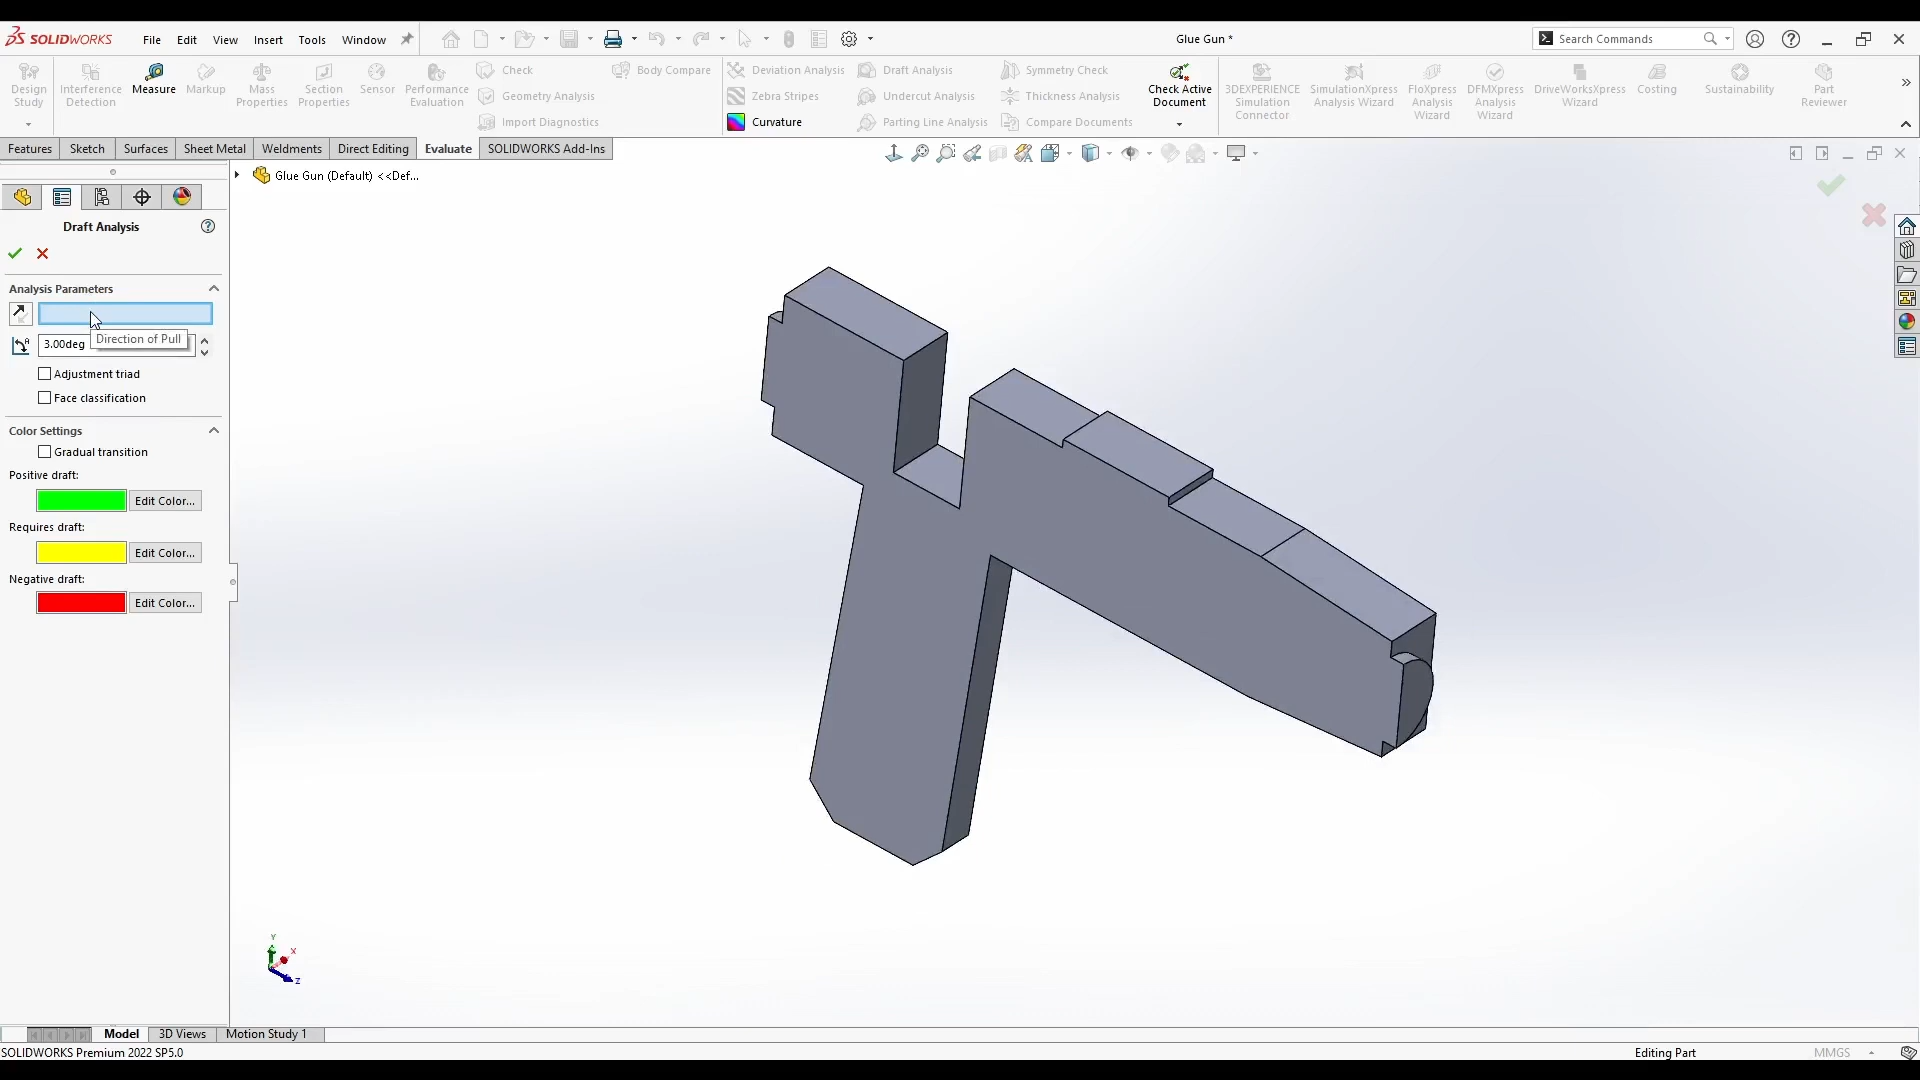 SOLIDWORKS File Edit View Insert Tools Window Glue Gun * Search Commands
Design Study
Interference Detection
Measure
Markup
Mass Properties
Section Properties
Sensor
Performance Evaluation
Check
Geometry Analysis
Import Diagnostics
Body Compare
Deviation Analysis
Zebra Stripes
Curvature
Draft Analysis
Undercut Analysis
Parting Line Analysis
Symmetry Check
Thickness Analysis
Compare Documents
Check Active Document
3DEXPERIENCE Simulation Connector
SimulationXpress Analysis Wizard
FloXpress Analysis Wizard
DFMXpress Analysis Wizard
DriveWorksXpress Wizard
Costing
Sustainability
Part Reviewer
Features Sketch Surfaces Sheet Metal Weldments Direct Editing Evaluate SOLIDWORKS Add-Ins
Glue Gun (Default) <<Def...
Draft Analysis
Analysis Parameters
Direction of Pull
3.00deg
Adjustment triad
Face classification
Color Settings
Gradual transition
Positive draft:
Edit Color...
Requires draft:
Edit Color...
Negative draft:
Edit Color...
Y
X
Z
Model 3D Views Motion Study 1
SOLIDWORKS Premium 2022 SP5.0 Editing Part MMGS